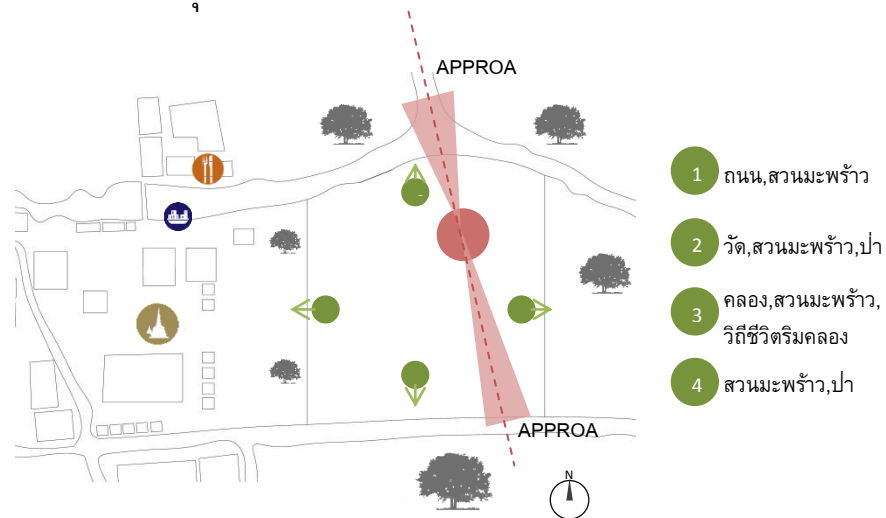 APPROA
1 ถนน,สวนมะพร้าว
2 วัด,สวนมะพร้าว,ป่า
3 คลอง,สวนมะพร้าว,
วิถีชีวิตริมคลอง
4 สวนมะพร้าว,ป่า
APPROA
N